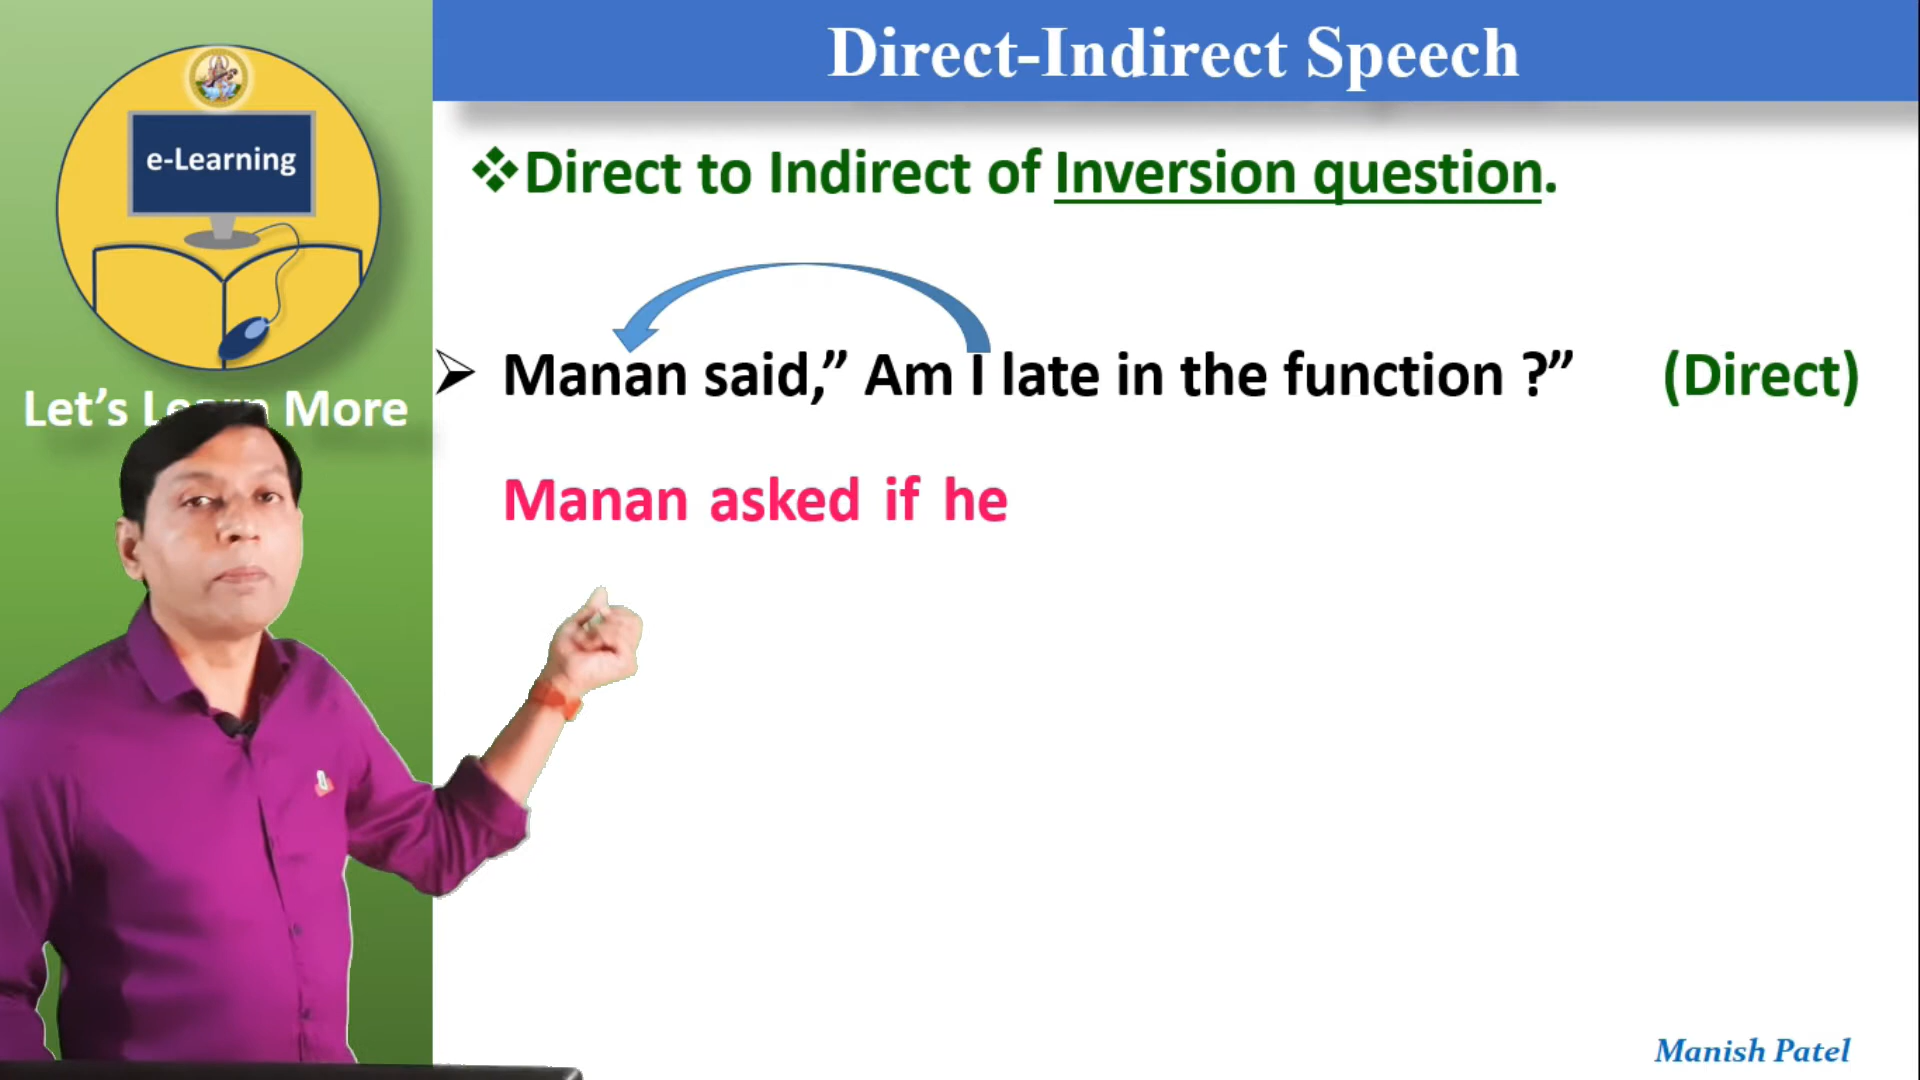 Direct-Indirect Speech
e-Learning
❖Direct to Indirect of Inversion question.
➢ Manan said,” Am I late in the function ?” (Direct)
Let’s Learn More
Manan asked if he
Manish Patel